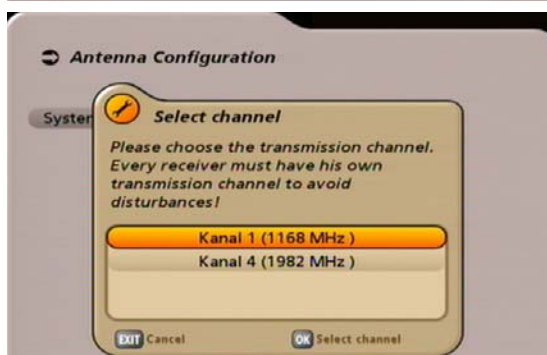 Antenna Configuration
Select channel
Please choose the transmission channel.
Every receiver must have his own
transmission channel to avoid
disturbances!
Kanal 1 (1168 MHz )
Kanal 4 (1982 MHz )
EXIT Cancel
OK Select channel